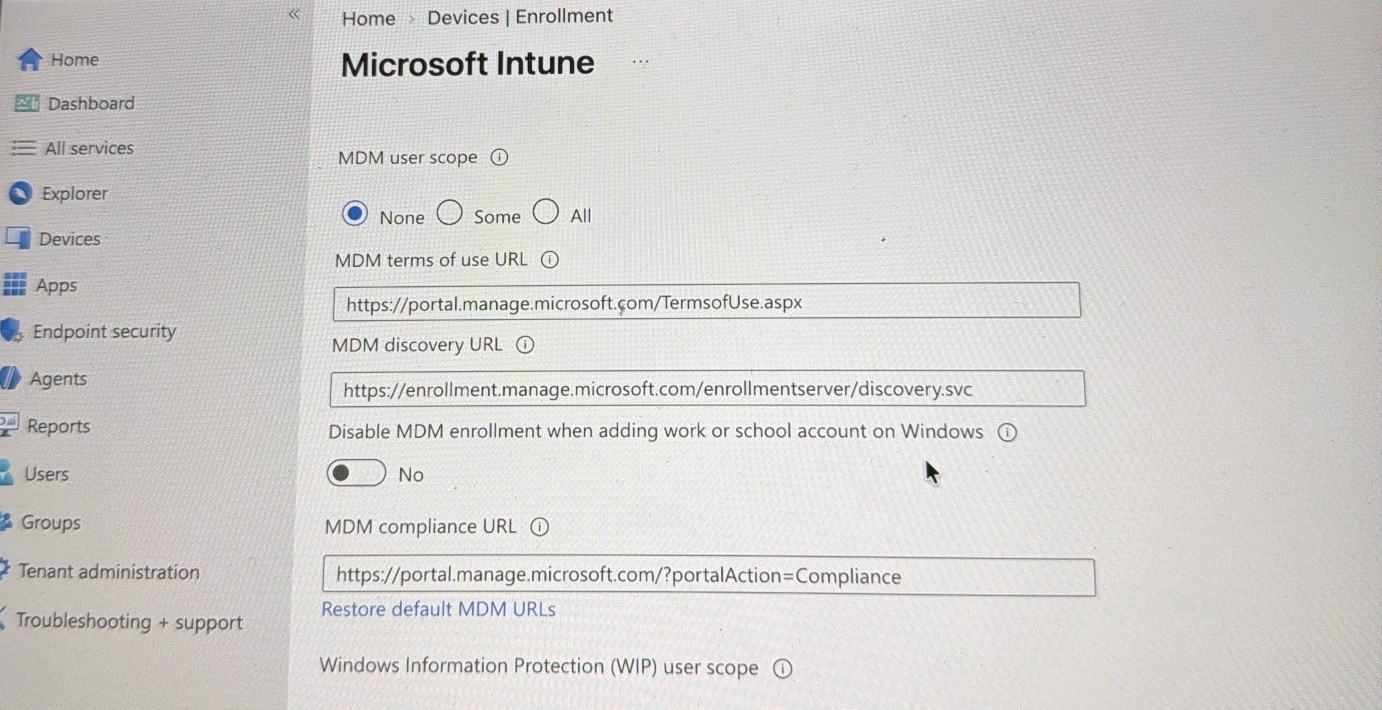 «
Home > Devices | Enrollment
Microsoft Intune ...
Home
Dashboard
All services
Explorer
Devices
Apps
Endpoint security
Agents
Reports
Users
Groups
Tenant administration
Troubleshooting + support
MDM user scope
None Some All
MDM terms of use URL
https://portal.manage.microsoft.com/TermsofUse.aspx
MDM discovery URL
https://enrollment.manage.microsoft.com/enrollmentserver/discovery.svc
Disable MDM enrollment when adding work or school account on Windows
No
MDM compliance URL
https://portal.manage.microsoft.com/?portalAction=Compliance
Restore default MDM URLs
Windows Information Protection (WIP) user scope